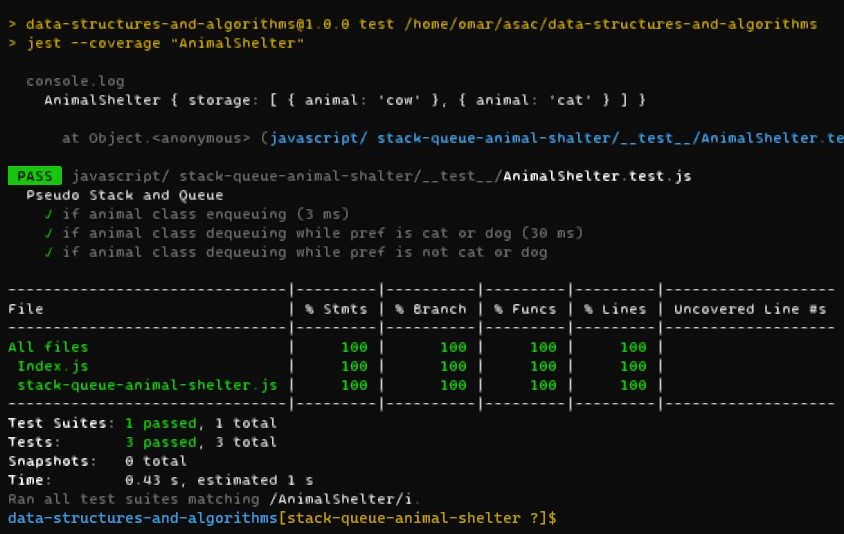 > data-structures-and-algorithms@1.0.0 test /home/omar/asac/data-structures-and-algorithms
> jest --coverage "AnimalShelter"
console.log
AnimalShelter { storage: [ { animal: 'cow' }, { animal: 'cat' } ] }
at Object.<anonymous> (javascript/ stack-queue-animal-shalter/__test__/AnimalShelter.te
PASS javascript/ stack-queue-animal-shalter/__test__/AnimalShelter.test.js
Pseudo Stack and Queue
✓ if animal class enqueuing (3 ms)
✓ if animal class dequeuing while pref is cat or dog (30 ms)
✓ if animal class dequeuing while pref is not cat or dog
-------------------------------|---------|----------|---------|---------|-------------------
File | % Stmts | % Branch | % Funcs | % Lines | Uncovered Line #s
-------------------------------|---------|----------|---------|---------|-------------------
All files | 100 | 100 | 100 | 100 |
Index.js | 100 | 100 | 100 | 100 |
stack-queue-animal-shelter.js | 100 | 100 | 100 | 100 |
-------------------------------|---------|----------|---------|---------|-------------------
Test Suites: 1 passed, 1 total
Tests: 3 passed, 3 total
Snapshots: 0 total
Time: 0.43 s, estimated 1 s
Ran all test suites matching /AnimalShelter/i.
data-structures-and-algorithms[stack-queue-animal-shelter ?]$